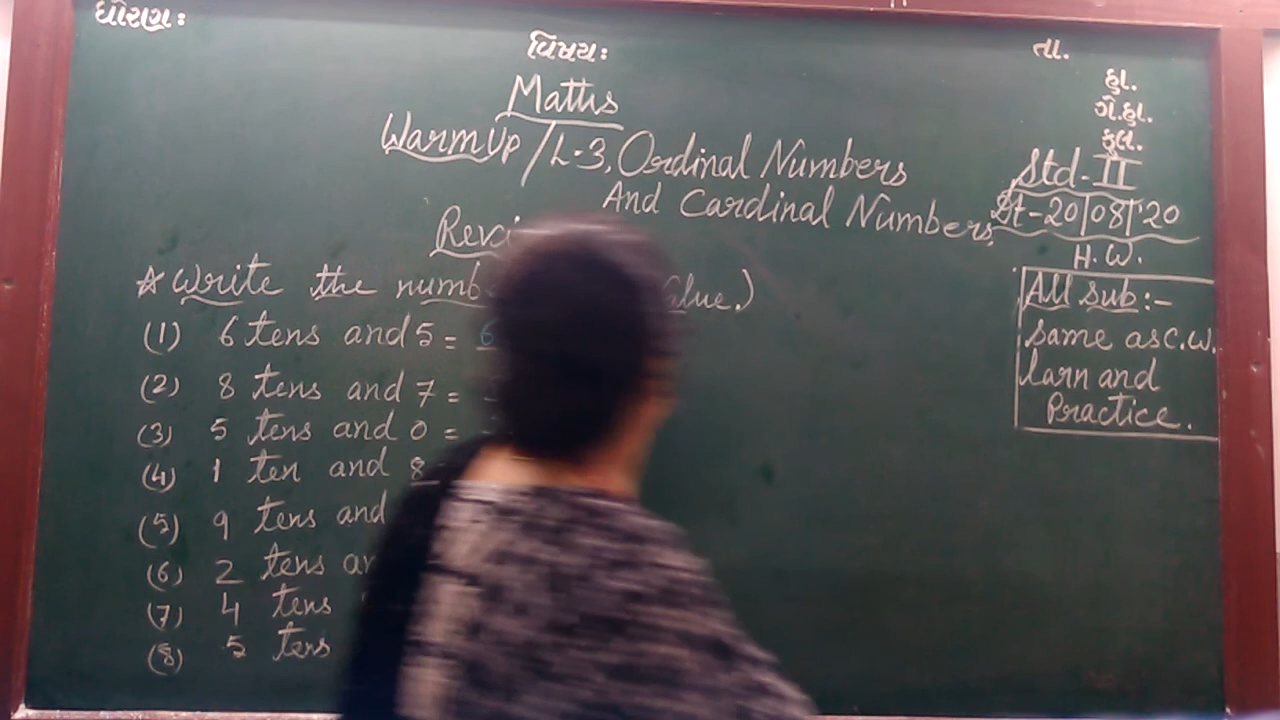 ધોરણ:
વિષય:
તા.
હા.
ગે.હા.
કુલ.
Maths
Warm Up / L-3, Ordinal Numbers
And Cardinal Numbers
Std-II
Dt-20|08|'20
H.W.
All sub:-
same as C.W.
larn and
Practice.
* Write the
(1) 6 tens and 5 = 6
(2) 8 tens and 7 =
(3) 5 tens and 0 =
(4) 1 ten and 8
(5) 9 tens and
(6) 2 tens
(7) 4 tens
(8) 5 tens